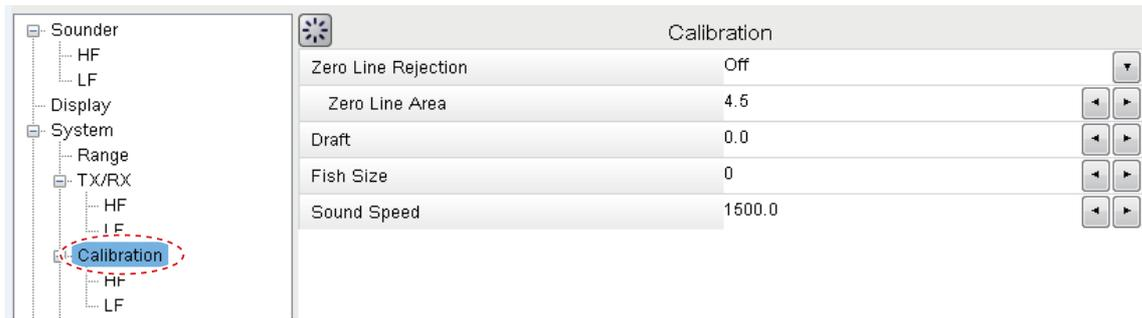 Sounder
HF
LF
Display
System
Range
TX/RX
HF
LF
Calibration
HF
LF
Calibration
Zero Line Rejection Off
Zero Line Area 4.5
Draft 0.0
Fish Size 0
Sound Speed 1500.0